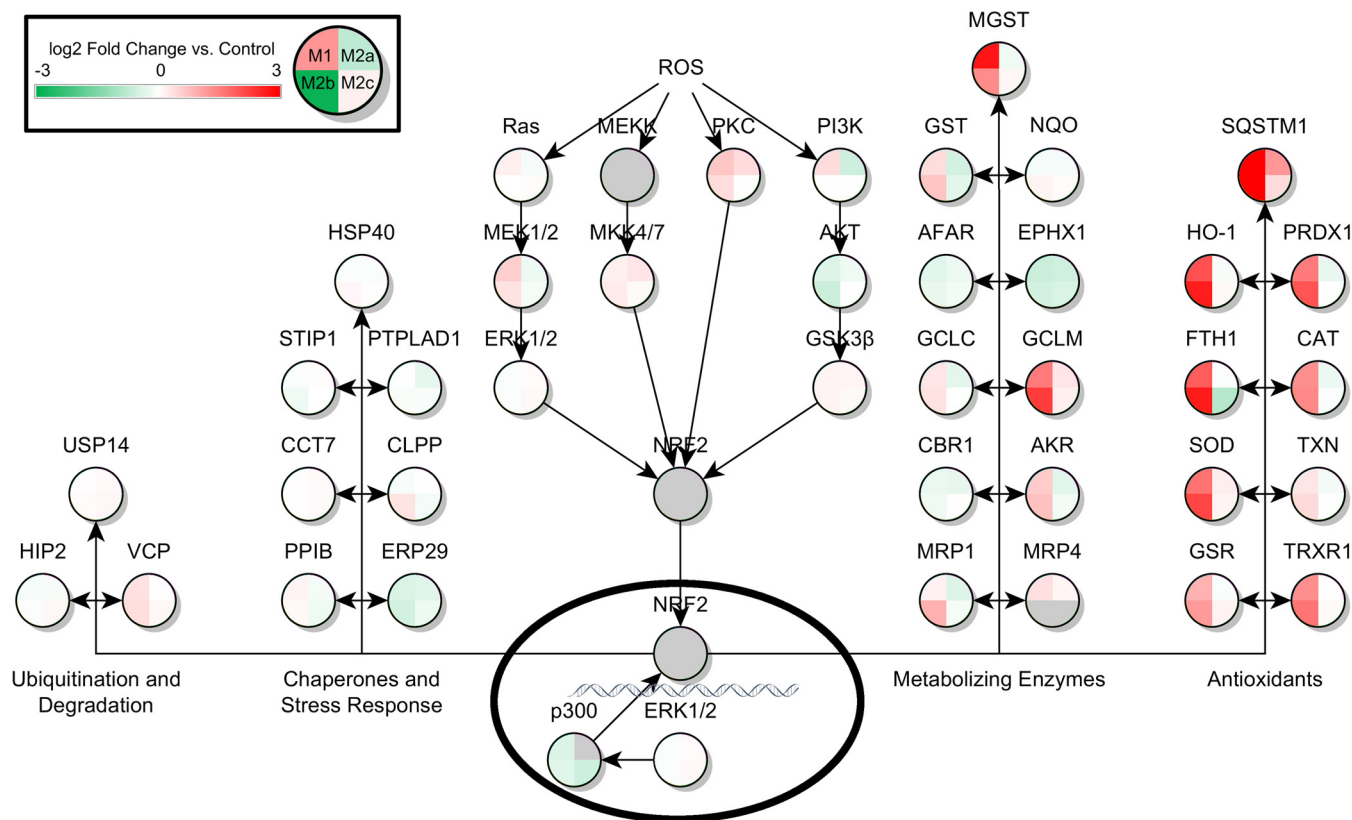 log2 Fold Change vs. Control
-3 0 3
M1 M2a
M2b M2c
MGST
ROS
Ras MEKK PKC PI3K GST NQO SQSTM1
HSP40 MEK1/2 MKK4/7 AKT AFAR EPHX1 HO-1 PRDX1
STIP1 PTPLAD1 ERK1/2 GSK3β GCLC GCLM FTH1 CAT
USP14 CCT7 CLPP NRF2 CBR1 AKR SOD TXN
HIP2 VCP PPIB ERP29 NRF2 MRP1 MRP4 GSR TRXR1
Ubiquitination and
Degradation
Chaperones and
Stress Response
Metabolizing Enzymes
Antioxidants
p300 ERK1/2